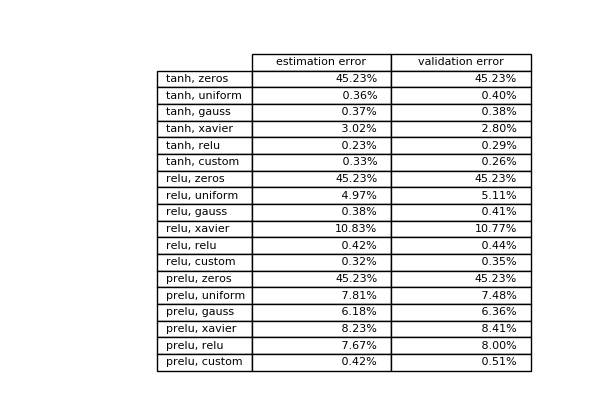 estimation error validation error
tanh, zeros 45.23% 45.23%
tanh, uniform 0.36% 0.40%
tanh, gauss 0.37% 0.38%
tanh, xavier 3.02% 2.80%
tanh, relu 0.23% 0.29%
tanh, custom 0.33% 0.26%
relu, zeros 45.23% 45.23%
relu, uniform 4.97% 5.11%
relu, gauss 0.38% 0.41%
relu, xavier 10.83% 10.77%
relu, relu 0.42% 0.44%
relu, custom 0.32% 0.35%
prelu, zeros 45.23% 45.23%
prelu, uniform 7.81% 7.48%
prelu, gauss 6.18% 6.36%
prelu, xavier 8.23% 8.41%
prelu, relu 7.67% 8.00%
prelu, custom 0.42% 0.51%